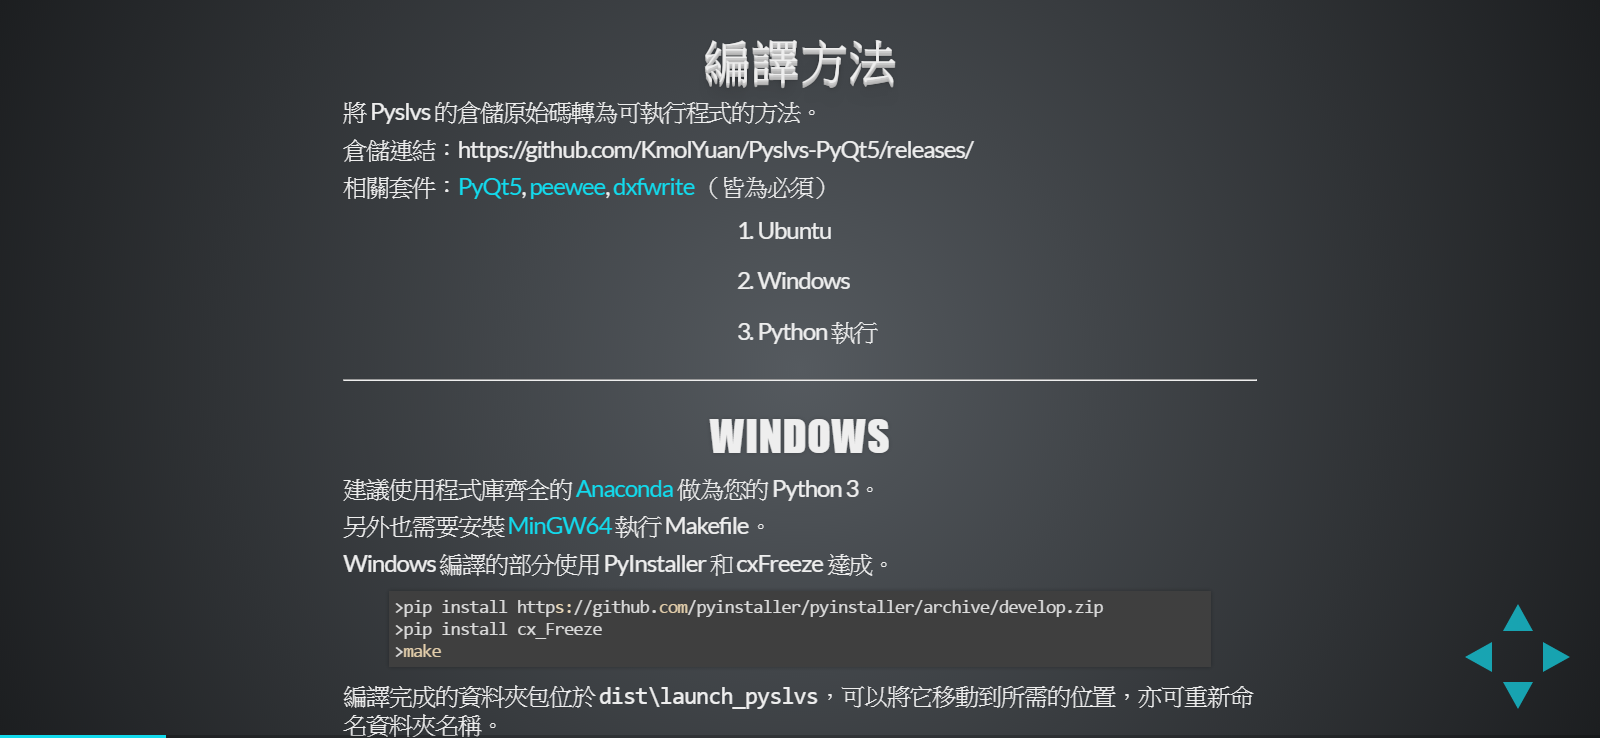 編譯方法
將 Pyslvs 的倉儲原始碼轉為可執行程式的方法。
倉儲連結：https://github.com/KmolYuan/Pyslvs-PyQt5/releases/
相關套件：PyQt5, peewee, dxfwrite （皆為必須）
1. Ubuntu
2. Windows
3. Python 執行
WINDOWS
建議使用程式庫齊全的 Anaconda 做為您的 Python 3。
另外也需要安裝 MinGW64 執行 Makefile。
Windows 編譯的部分使用 PyInstaller 和 cxFreeze 達成。
>pip install https://github.com/pyinstaller/pyinstaller/archive/develop.zip
>pip install cx_Freeze
>make
編譯完成的資料夾包位於 dist\launch_pyslvs，可以將它移動到所需的位置，亦可重新命
名資料夾名稱。